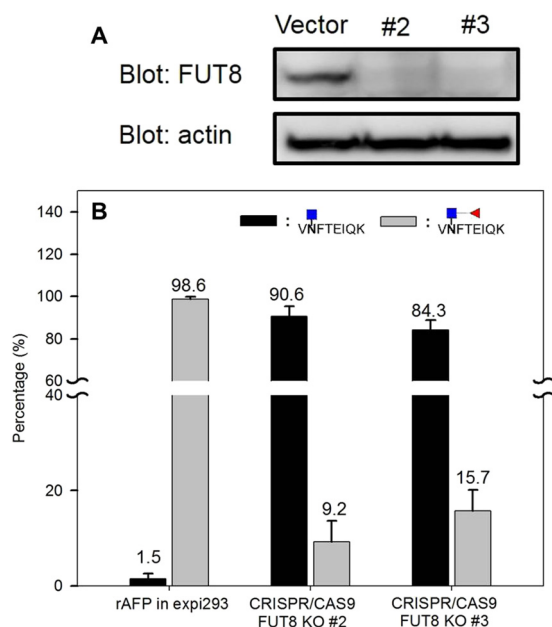 A
Vector #2 #3
Blot: FUT8
Blot: actin
B
: VNFTEIQK : VNFTEIQK
Percentage (%)
140
120
100
80
60
40
20
0
98.6
90.6
84.3
1.5
9.2
15.7
rAFP in expi293
CRISPR/CAS9
FUT8 KO #2
CRISPR/CAS9
FUT8 KO #3